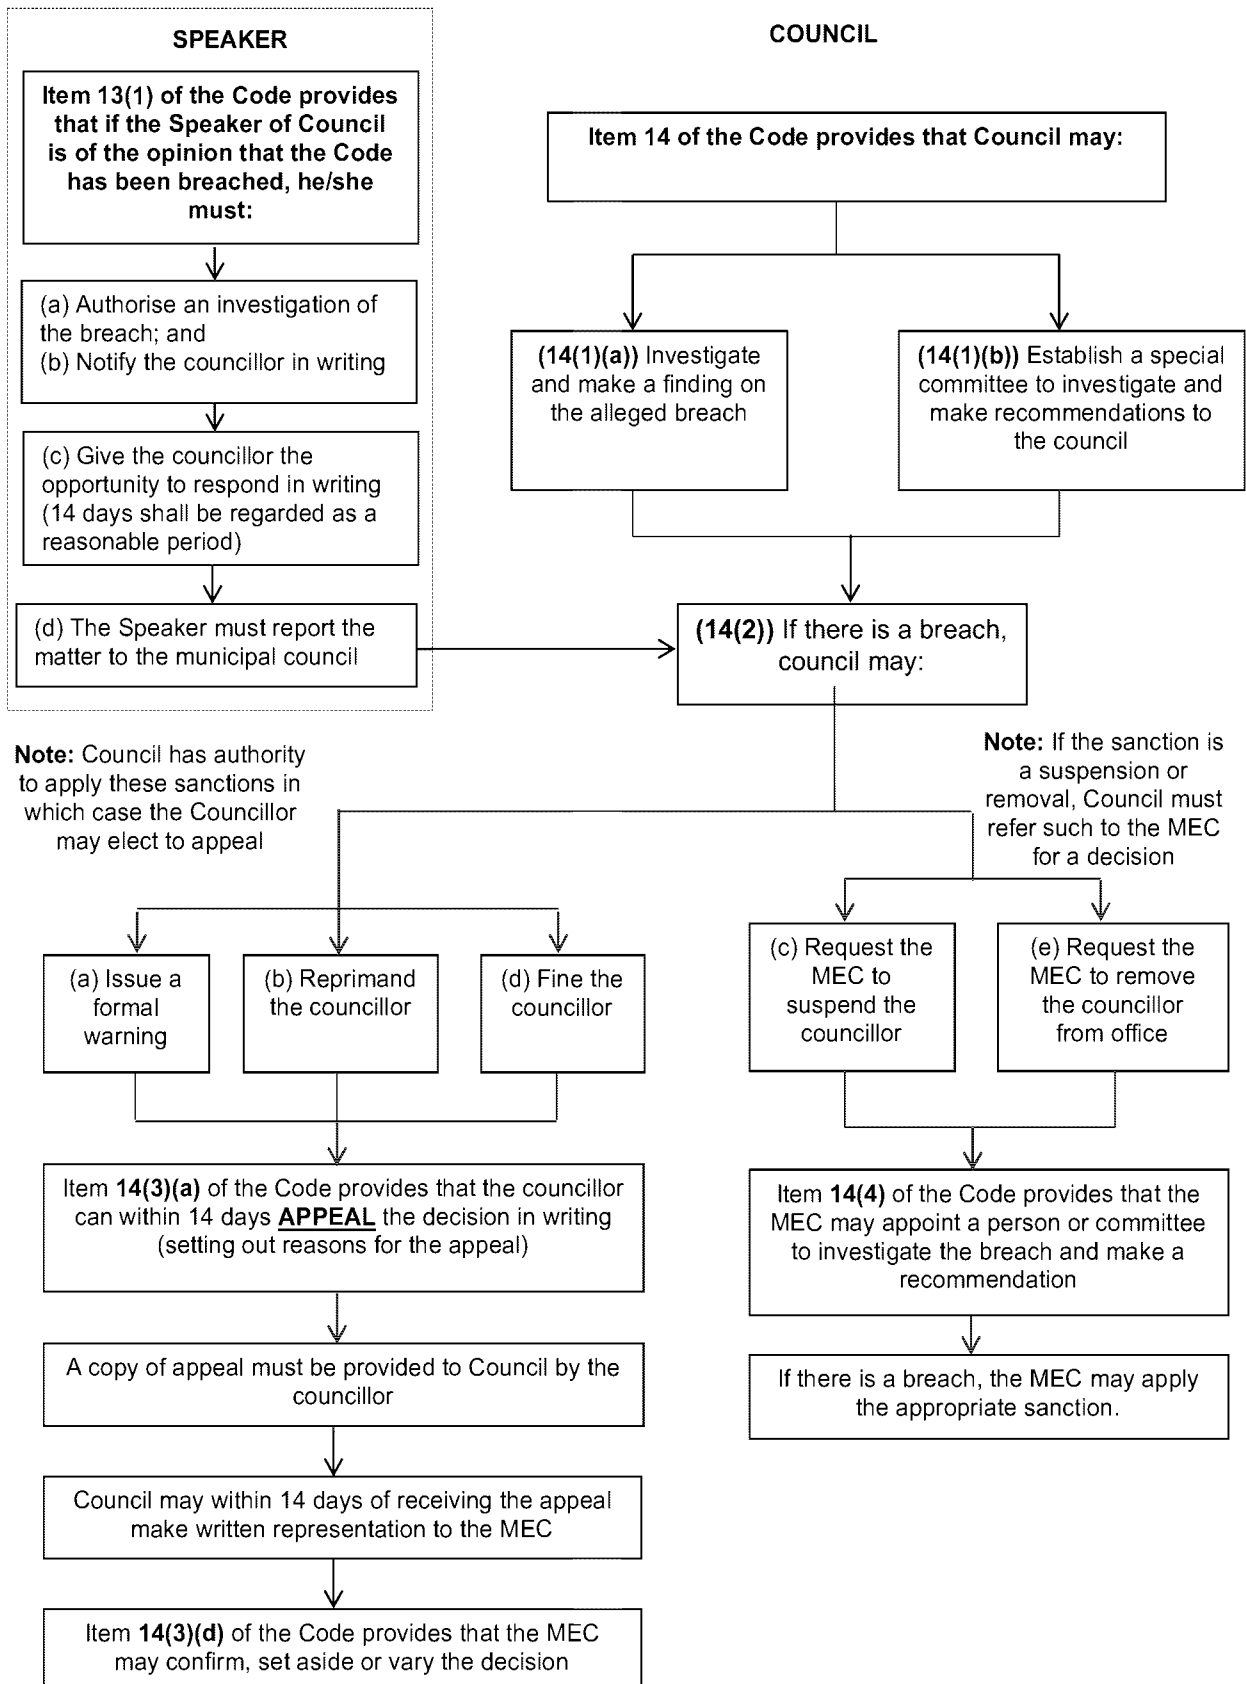 SPEAKER
Item 13(1) of the Code provides
that if the Speaker of Council
is of the opinion that the Code
has been breached, he/she
must:
(a) Authorise an investigation of
the breach; and
(b) Notify the councillor in writing
(c) Give the councillor the
opportunity to respond in writing
(14 days shall be regarded as a
reasonable period)
(d) The Speaker must report the
matter to the municipal council
COUNCIL
Item 14 of the Code provides that Council may:
(14(1)(a)) Investigate
and make a finding on
the alleged breach
(14(1)(b)) Establish a special
committee to investigate and
make recommendations to
the council
(14(2)) If there is a breach,
council may:
Note: Council has authority
to apply these sanctions in
which case the Councillor
may elect to appeal
Note: If the sanction is
a suspension or
removal, Council must
refer such to the MEC
for a decision
(a) Issue a
formal
warning
(b) Reprimand
the councillor
(d) Fine the
councillor
(c) Request the
MEC to
suspend the
councillor
(e) Request the
MEC to remove
the councillor
from office
Item 14(3)(a) of the Code provides that the councillor
can within 14 days APPEAL the decision in writing
(setting out reasons for the appeal)
A copy of appeal must be provided to Council by the
councillor
Council may within 14 days of receiving the appeal
make written representation to the MEC
Item 14(3)(d) of the Code provides that the MEC
may confirm, set aside or vary the decision
Item 14(4) of the Code provides that the
MEC may appoint a person or committee
to investigate the breach and make a
recommendation
If there is a breach, the MEC may apply
the appropriate sanction.